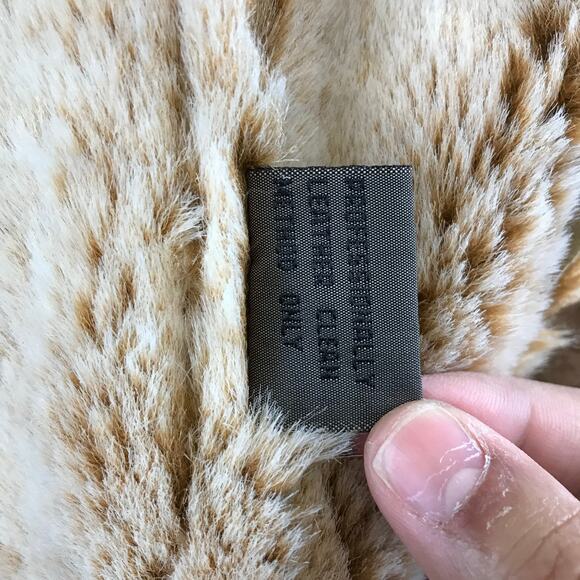 PROFESSIONALLY
LEATHER CLEAN
METHOD ONLY